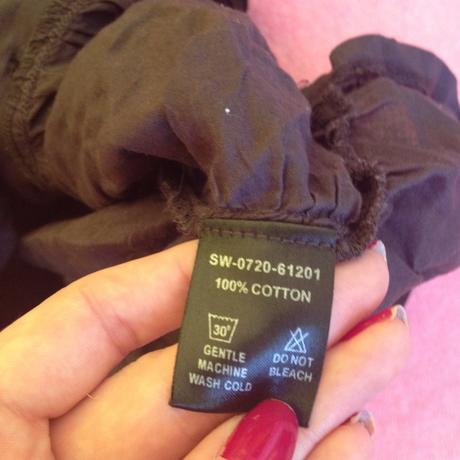 SW-0720-61201
100% COTTON
30°
GENTLE
MACHINE
WASH COLD
DO NOT
BLEACH